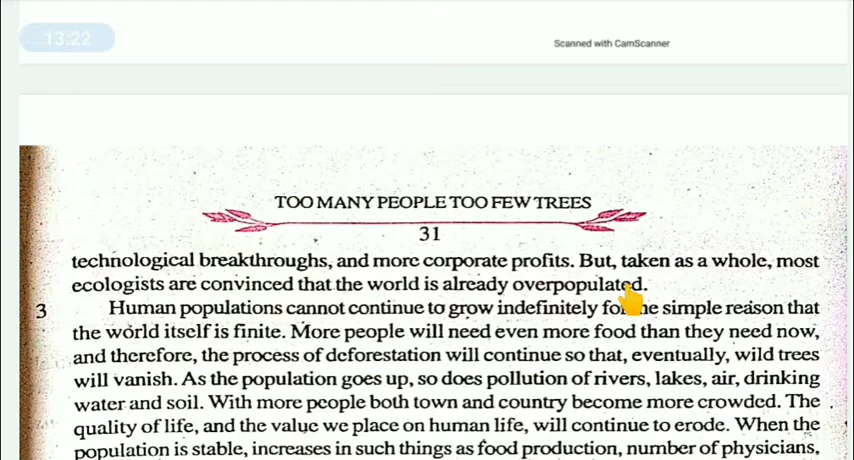 13:22
Scanned with CamScanner
TOO MANY PEOPLE TOO FEW TREES
31
technological breakthroughs, and more corporate profits. But, taken as a whole, most
ecologists are convinced that the world is already overpopulated.
3 Human populations cannot continue to grow indefinitely for the simple reason that
the world itself is finite. More people will need even more food than they need now,
and therefore, the process of deforestation will continue so that, eventually, wild trees
will vanish. As the population goes up, so does pollution of rivers, lakes, air, drinking
water and soil. With more people both town and country become more crowded. The
quality of life, and the value we place on human life, will continue to erode. When the
population is stable, increases in such things as food production, number of physicians,